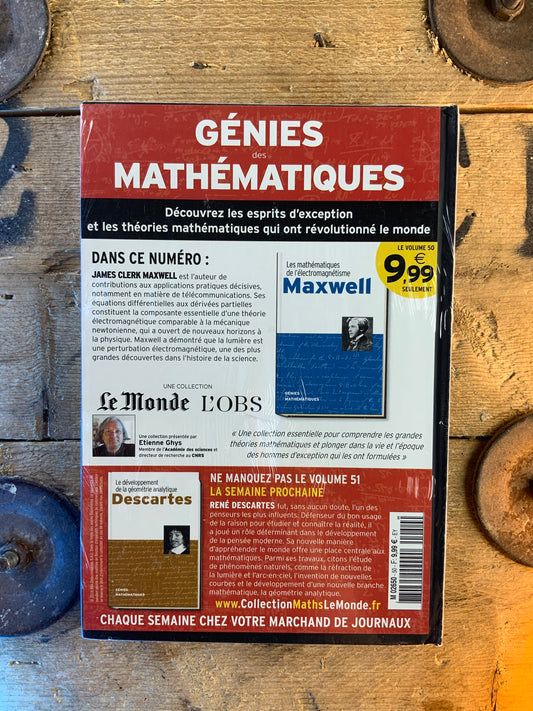 GÉNIES
des
MATHÉMATIQUES
Découvrez les esprits d'exception
et les théories mathématiques qui ont révolutionné le monde
DANS CE NUMÉRO :
JAMES CLERK MAXWELL est l'auteur de
contributions aux applications pratiques décisives,
notamment en matière de télécommunications. Ses
équations différentielles aux dérivées partielles
constituent la composante essentielle d'une théorie
électromagnétique comparable à la mécanique
newtonienne, qui a ouvert de nouveaux horizons à
la physique. Maxwell a démontré que la lumière est
une perturbation électromagnétique, une des plus
grandes découvertes dans l'histoire de la science.
Les mathématiques
de l'électromagnétisme
Maxwell
GÉNIES
MATHÉMATIQUES
LE VOLUME 50
9€,99
SEULEMENT
UNE COLLECTION
Le Monde L'OBS
Une collection présentée par
Etienne Ghys
Membre de l'Académie des sciences et
directeur de recherche au CNRS
« Une collection essentielle pour comprendre les grandes
théories mathématiques et plonger dans la vie et l'époque
des hommes d'exception qui les ont formulées »
Le développement
de la géométrie analytique
Descartes
GÉNIES
MATHÉMATIQUES
NE MANQUEZ PAS LE VOLUME 51
LA SEMAINE PROCHAINE
RENÉ DESCARTES fut, sans aucun doute, l'un des
penseurs les plus influents. Défenseur du bon usage
de la raison pour étudier et connaître la réalité, il
a joué un rôle déterminant dans le développement
de la pensée moderne. Sa nouvelle manière
d'appréhender le monde offre une place centrale aux
mathématiques. Parmi ses travaux, citons l'étude
de phénomènes naturels, comme la réfraction de
la lumière et l'arc-en-ciel, l'invention de nouvelles
courbes et le développement d'une nouvelle branche
mathématique, la géométrie analytique.
www.CollectionMathsLeMonde.fr
M 02650 - 50 - F: 9,99 € - EY
CHAQUE SEMAINE CHEZ VOTRE MARCHAND DE JOURNAUX